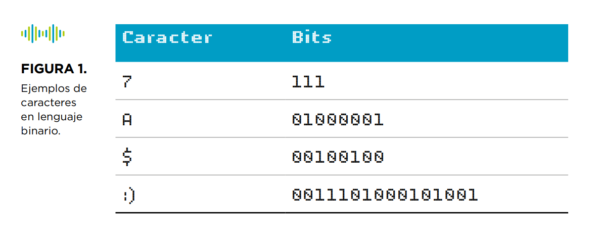 FIGURA 1.
Ejemplos de
caracteres
en lenguaje
binario.
Caracter Bits
7 111
A 01000001
$ 00100100
:) 0011101000101001